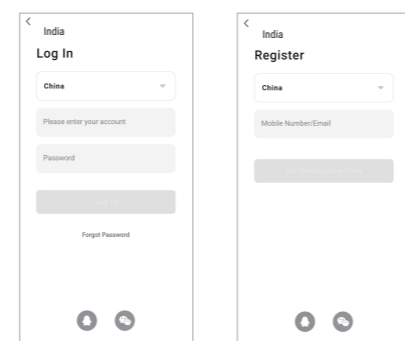 India
Log In
China
Please enter your account
Password
Log In
Forgot Password
India
Register
China
Mobile Number/Email